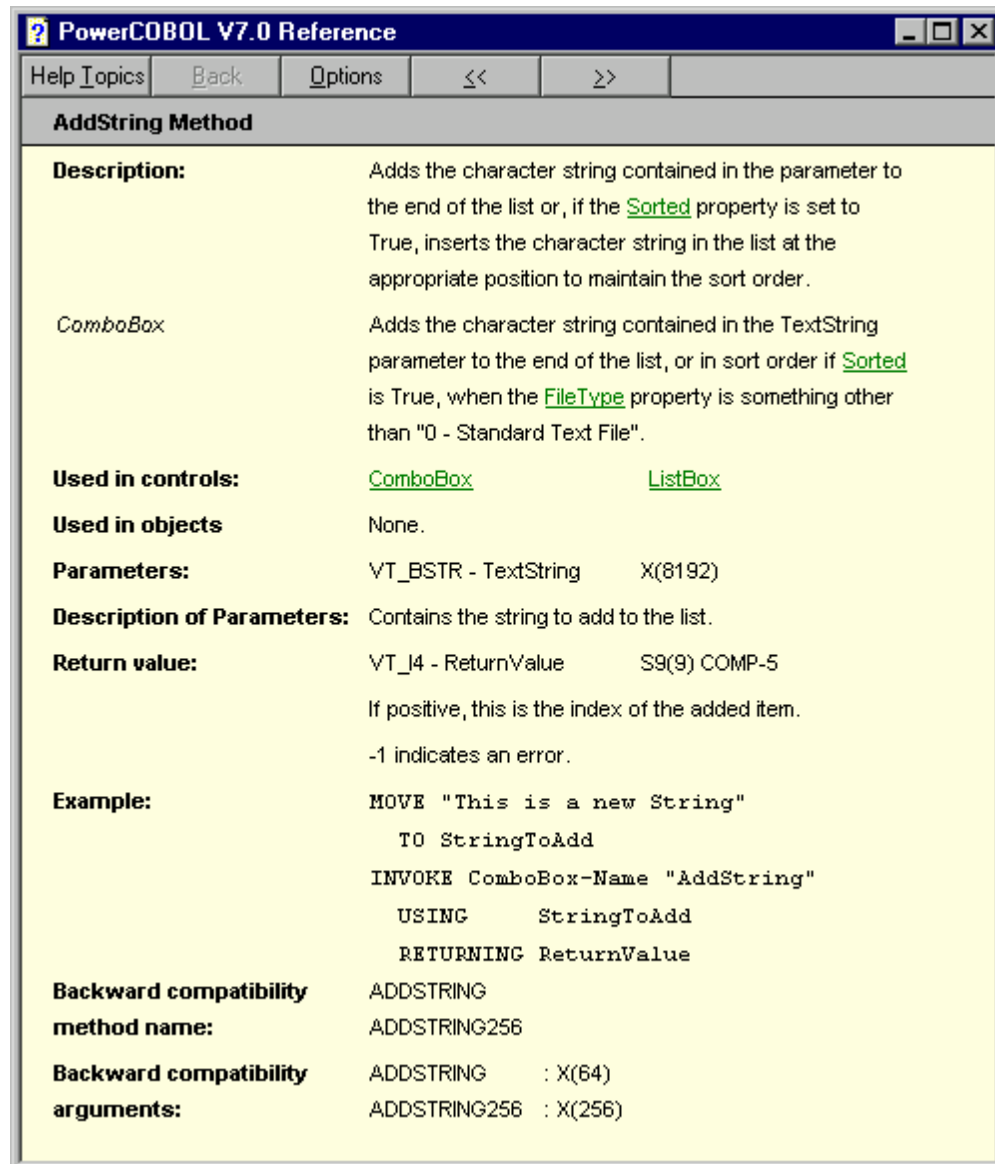 PowerCOBOL V7.0 Reference
Help Topics Back Options << >>
AddString Method
Description: Adds the character string contained in the parameter to
the end of the list or, if the Sorted property is set to
True, inserts the character string in the list at the
appropriate position to maintain the sort order.
ComboBox Adds the character string contained in the TextString
parameter to the end of the list, or in sort order if Sorted
is True, when the FileType property is something other
than "0 - Standard Text File".
Used in controls: ComboBox ListBox
Used in objects None.
Parameters: VT_BSTR - TextString X(8192)
Description of Parameters: Contains the string to add to the list.
Return value: VT_I4 - ReturnValue S9(9) COMP-5
If positive, this is the index of the added item.
-1 indicates an error.
Example: MOVE "This is a new String"
TO StringToAdd
INVOKE ComboBox-Name "AddString"
USING StringToAdd
RETURNING ReturnValue
Backward compatibility ADDSTRING
method name: ADDSTRING256
Backward compatibility ADDSTRING : X(64)
arguments: ADDSTRING256 : X(256)